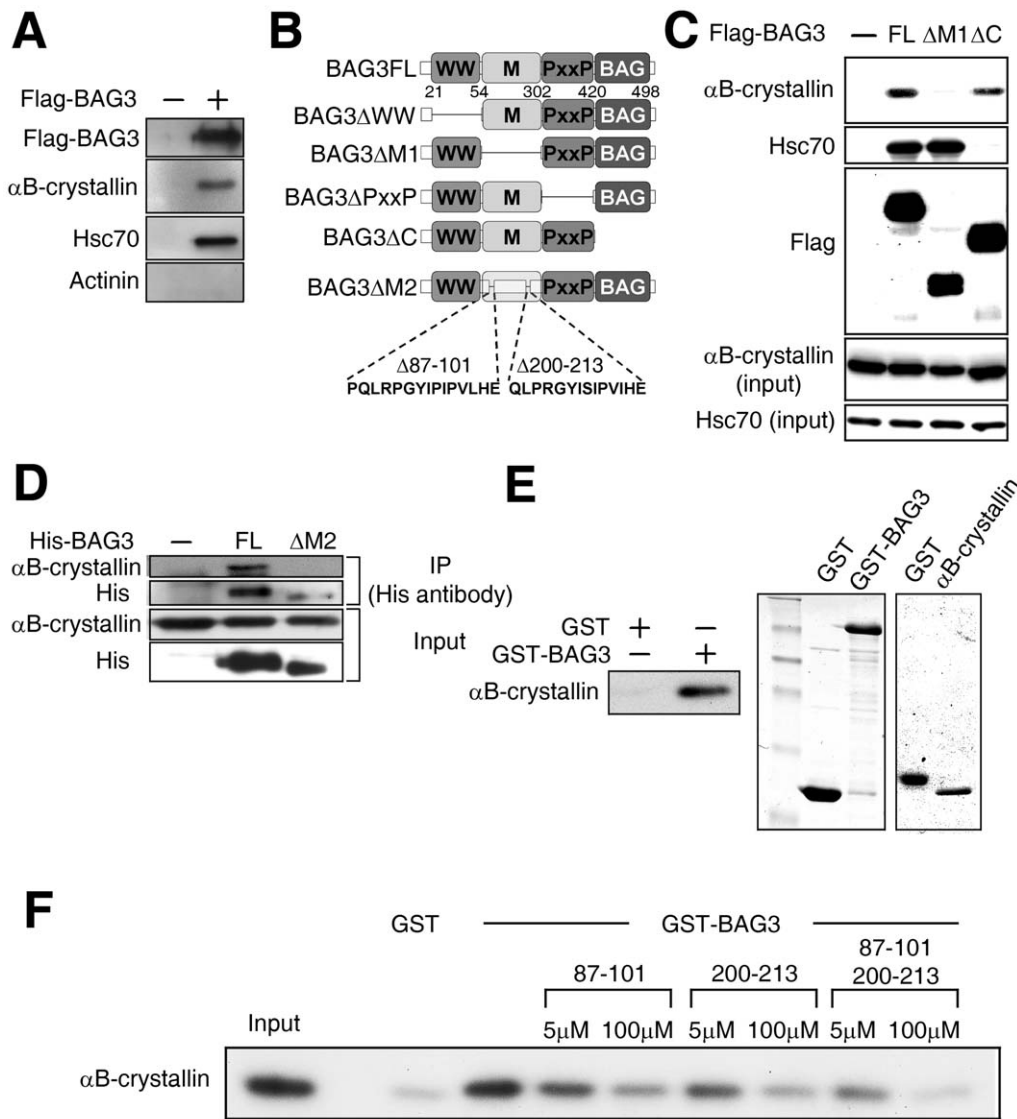 A
Flag-BAG3 − +
Flag-BAG3
αB-crystallin
Hsc70
Actinin
B
BAG3FL WW M PxxP BAG
21 54 302 420 498
BAG3ΔWW M PxxP BAG
BAG3ΔM1 WW PxxP BAG
BAG3ΔPxxP WW M BAG
BAG3ΔC WW M PxxP
BAG3ΔM2 WW PxxP BAG
Δ87-101 Δ200-213
PQLRPGYIPIPVLHE QLPRGYISIPVIHE
C
Flag-BAG3 − FL ΔM1 ΔC
αB-crystallin
Hsc70
Flag
αB-crystallin
(input)
Hsc70 (input)
D
His-BAG3 − FL ΔM2
αB-crystallin
His
IP
(His antibody)
αB-crystallin
His
Input
E
GST + −
GST-BAG3 − +
αB-crystallin
GST
GST-BAG3
GST
αB-crystallin
F
GST GST-BAG3
87-101 200-213 87-101
200-213
Input 5μM 100μM 5μM 100μM 5μM 100μM
αB-crystallin